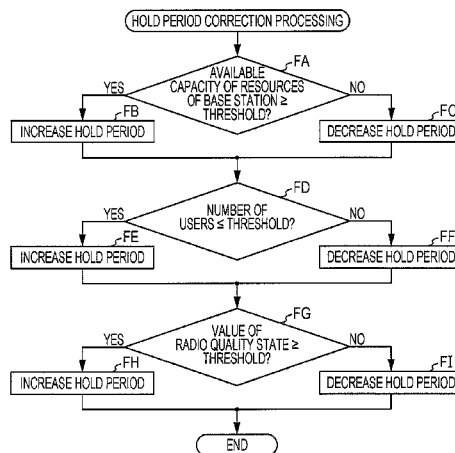 HOLD PERIOD CORRECTION PROCESSING
FA
AVAILABLE
CAPACITY OF RESOURCES
OF BASE STATION ≥
THRESHOLD?
YES
NO
FB
INCREASE HOLD PERIOD
FC
DECREASE HOLD PERIOD
FD
NUMBER OF
USERS ≤ THRESHOLD?
YES
NO
FE
INCREASE HOLD PERIOD
FF
DECREASE HOLD PERIOD
FG
VALUE OF
RADIO QUALITY STATE ≥
THRESHOLD?
YES
NO
FH
INCREASE HOLD PERIOD
FI
DECREASE HOLD PERIOD
END